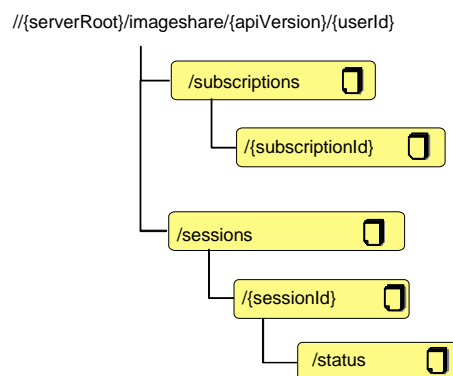 //{serverRoot}/imageshare/{apiVersion}/{userId}
/subscriptions
/{subscriptionId}
/sessions
/{sessionId}
/status